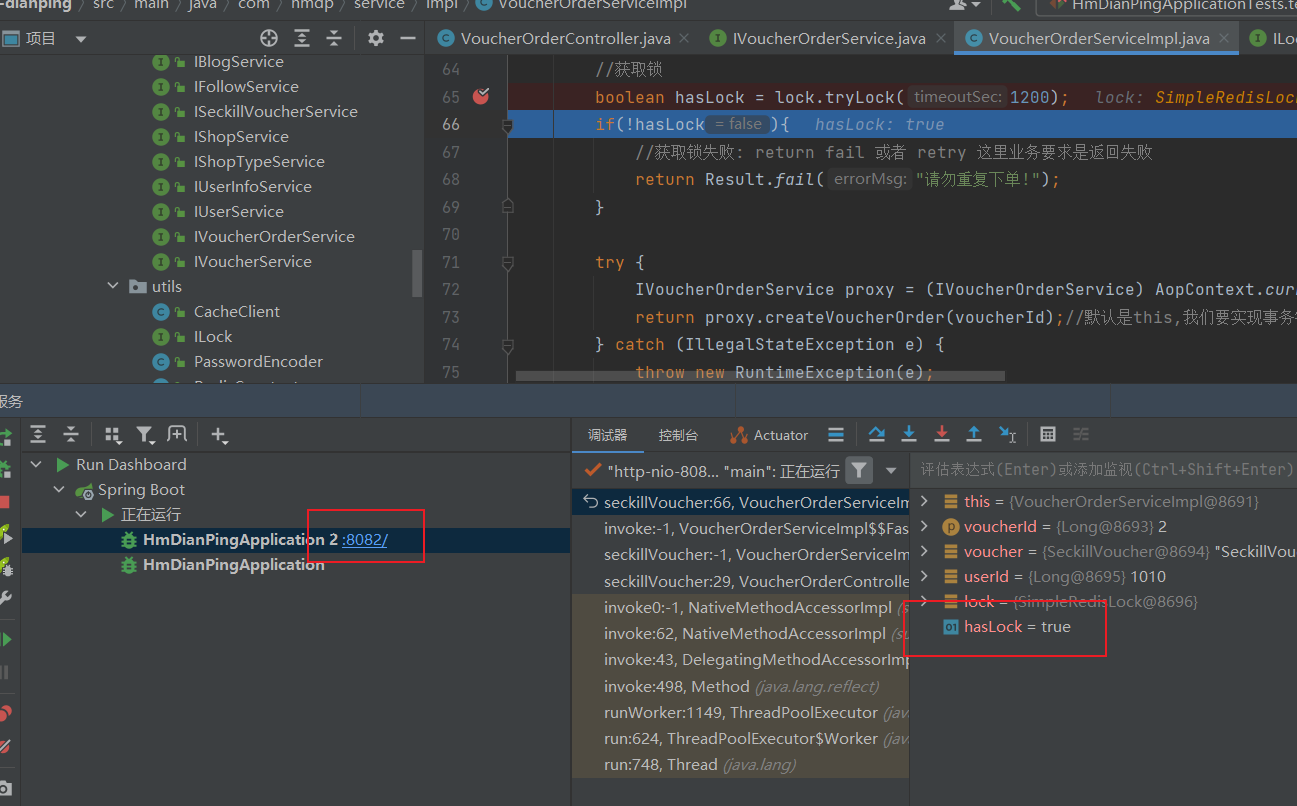 -dianping › src › main › java › com › hmdp › service › impl › VoucherOrderServiceImpl
HmDianPingApplicationTests.te
项目
VoucherOrderController.java
IVoucherOrderService.java
VoucherOrderServiceImpl.java
ILo
IBlogService
IFollowService
ISeckillVoucherService
IShopService
IShopTypeService
IUserInfoService
IUserService
IVoucherOrderService
IVoucherService
utils
CacheClient
ILock
PasswordEncoder
64 //获取锁
65 boolean hasLock = lock.tryLock( timeoutSec: 1200); lock: SimpleRedisLock
66 if(!hasLock = false ){ hasLock: true
67 //获取锁失败: return fail 或者 retry 这里业务要求是返回失败
68 return Result.fail( errorMsg: "请勿重复下单!");
69 }
70
71 try {
72 IVoucherOrderService proxy = (IVoucherOrderService) AopContext.cur
73 return proxy.createVoucherOrder(voucherId);//默认是this,我们要实现事务
74 } catch (IllegalStateException e) {
75 throw new RuntimeException(e);
服务
Run Dashboard
Spring Boot
正在运行
HmDianPingApplication 2 :8082/
HmDianPingApplication
调试器 控制台 Actuator
"http-nio-808... "main": 正在运行
seckillVoucher:66, VoucherOrderServiceIm
invoke:-1, VoucherOrderServiceImpl$$Fas
seckillVoucher:-1, VoucherOrderServiceIm
seckillVoucher:29, VoucherOrderControlle
invoke0:-1, NativeMethodAccessorImpl (s
invoke:62, NativeMethodAccessorImpl (su
invoke:43, DelegatingMethodAccessorImp
invoke:498, Method (java.lang.reflect)
runWorker:1149, ThreadPoolExecutor (jav
run:624, ThreadPoolExecutor$Worker (jav
run:748, Thread (java.lang)
评估表达式(Enter)或添加监视(Ctrl+Shift+Enter)
this = {VoucherOrderServiceImpl@8691}
voucherId = {Long@8693} 2
voucher = {SeckillVoucher@8694} "SeckillVou
userId = {Long@8695} 1010
lock = {SimpleRedisLock@8696}
hasLock = true